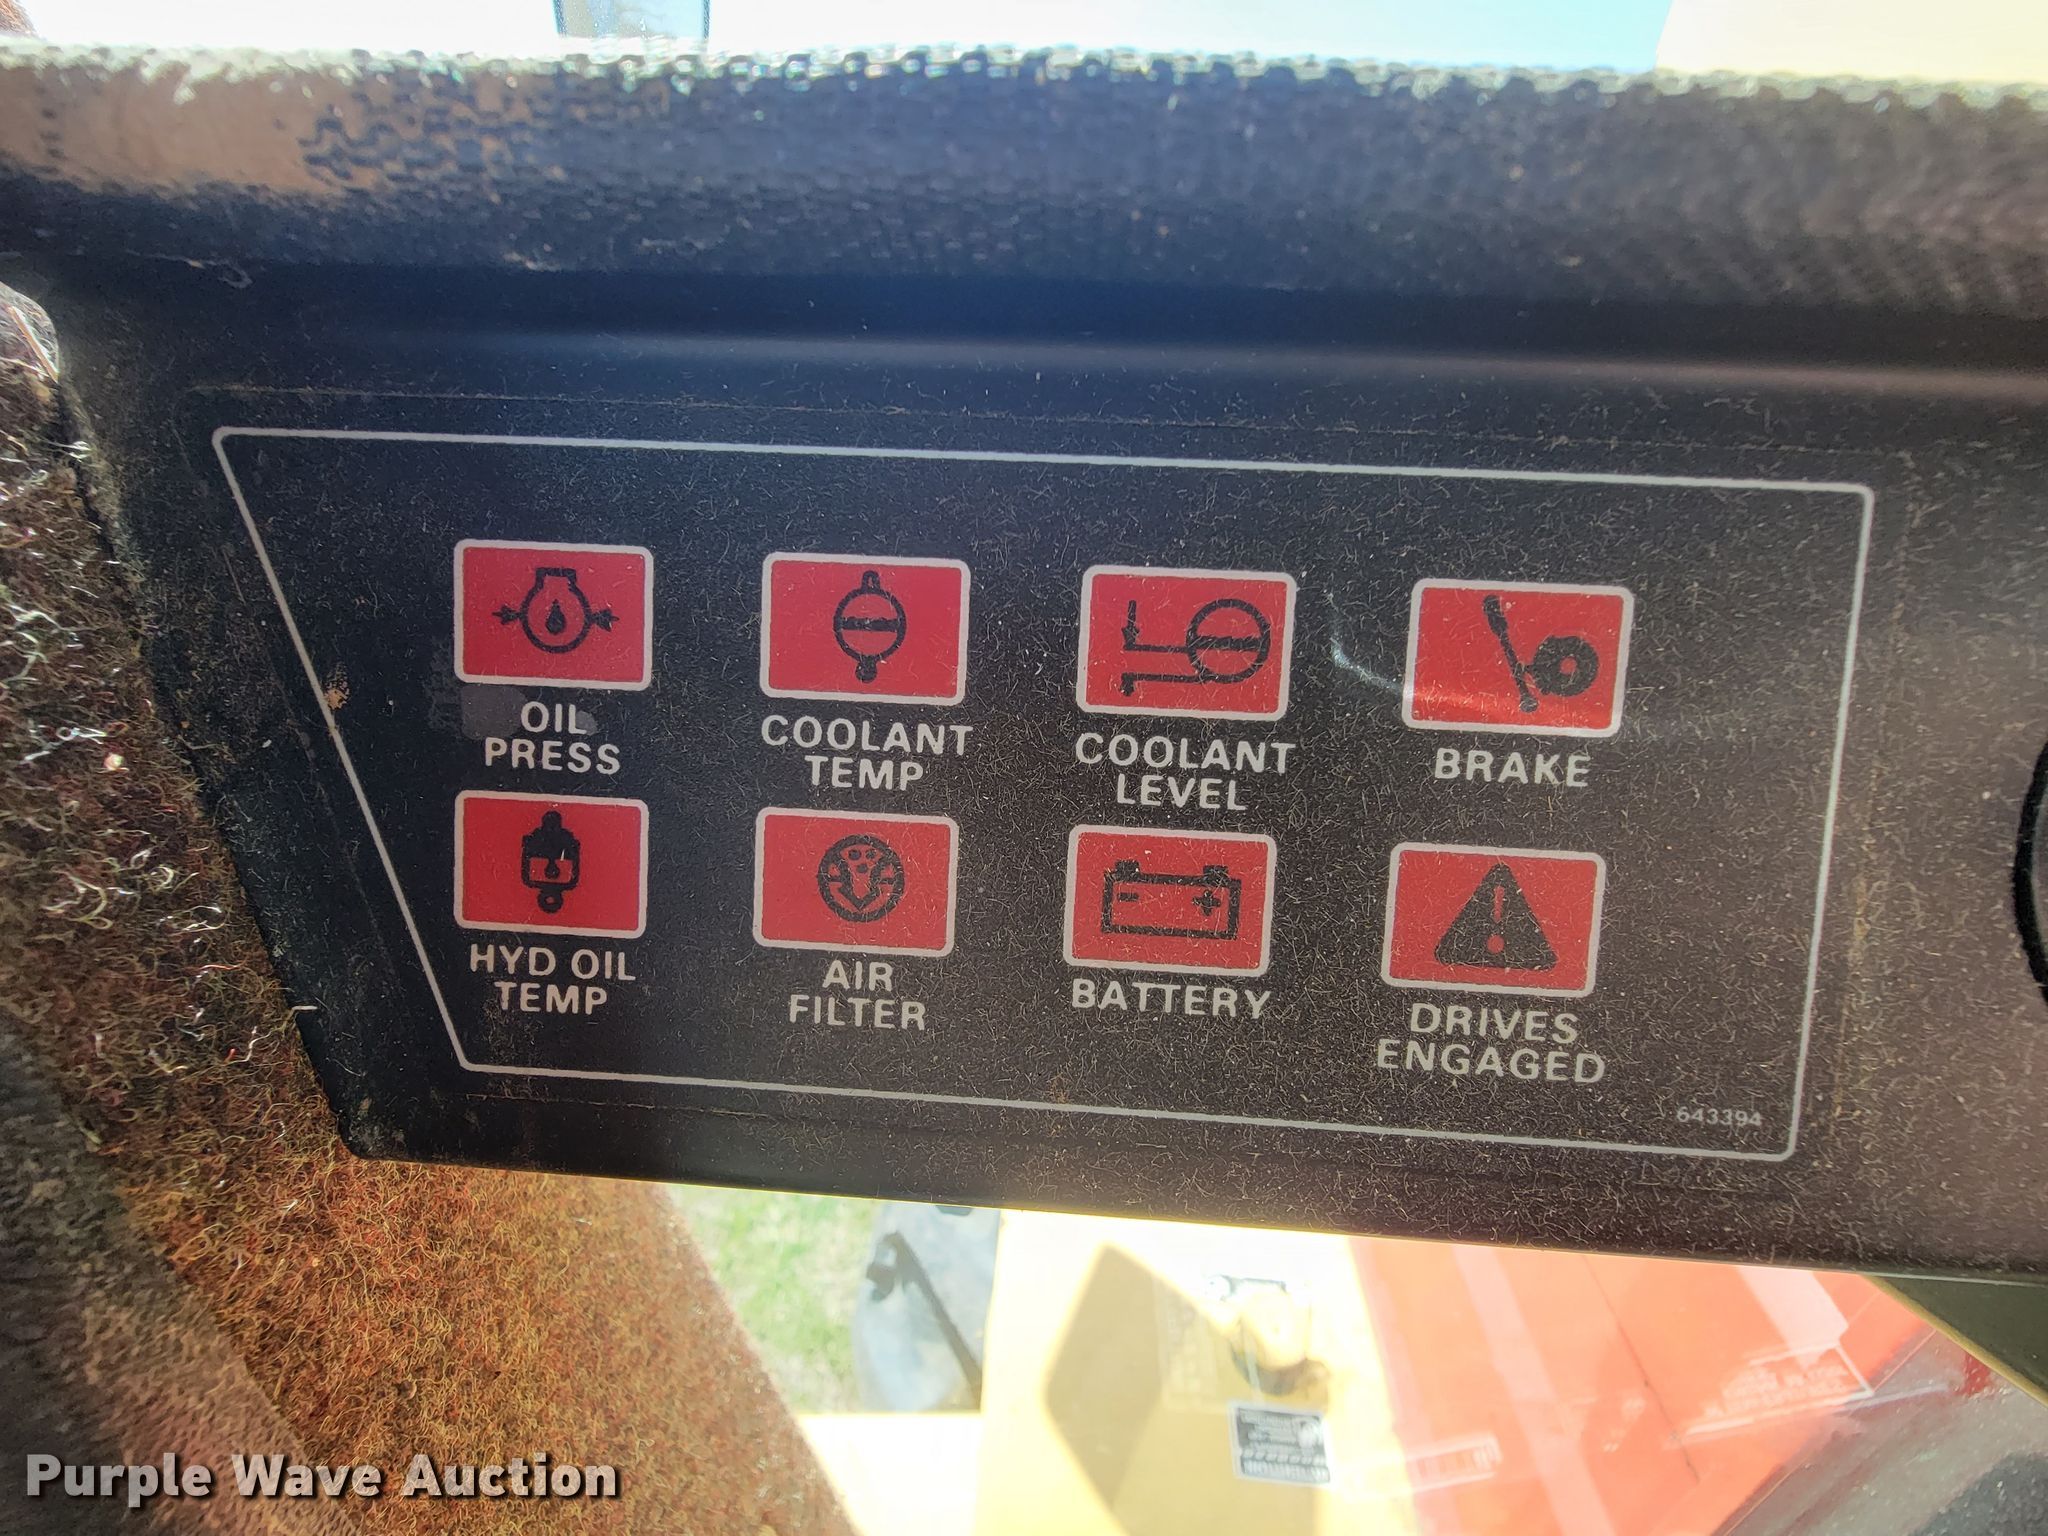 OIL
PRESS
COOLANT
TEMP
COOLANT
LEVEL
BRAKE
HYD OIL
TEMP
AIR
FILTER
BATTERY
DRIVES
ENGAGED
643394
Purple Wave Auction